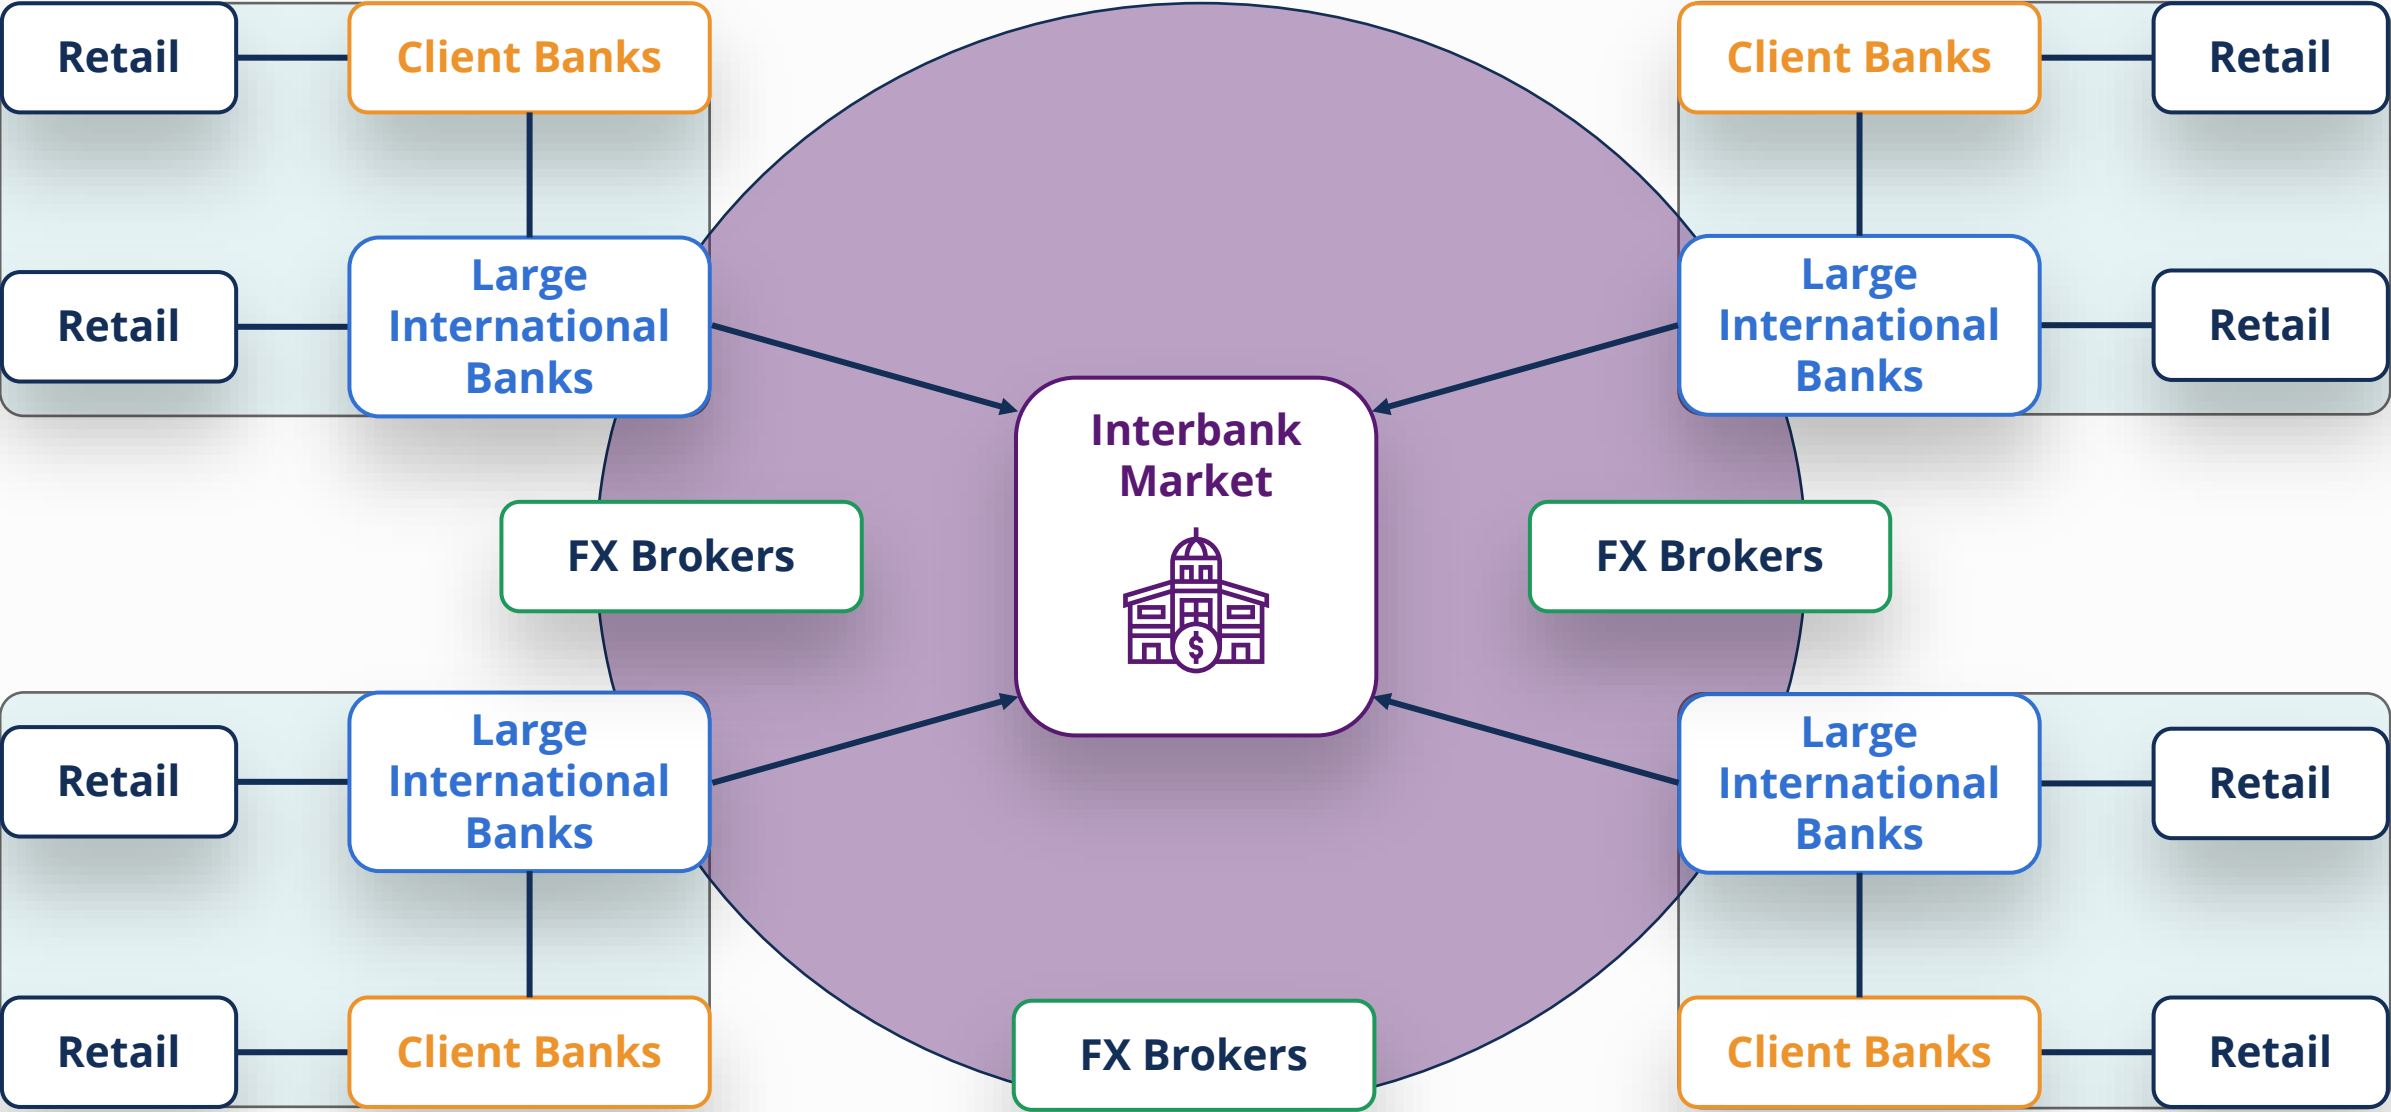 Retail
Client Banks
Client Banks
Retail
Retail
Large
International
Banks
Large
International
Banks
Retail
Interbank
Market
$
FX Brokers
FX Brokers
Retail
Large
International
Banks
Large
International
Banks
Retail
Retail
Client Banks
FX Brokers
Client Banks
Retail